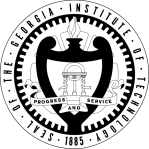 SEAL OF THE GEORGIA INSTITUTE OF TECHNOLOGY
PROGRESS AND SERVICE
1885